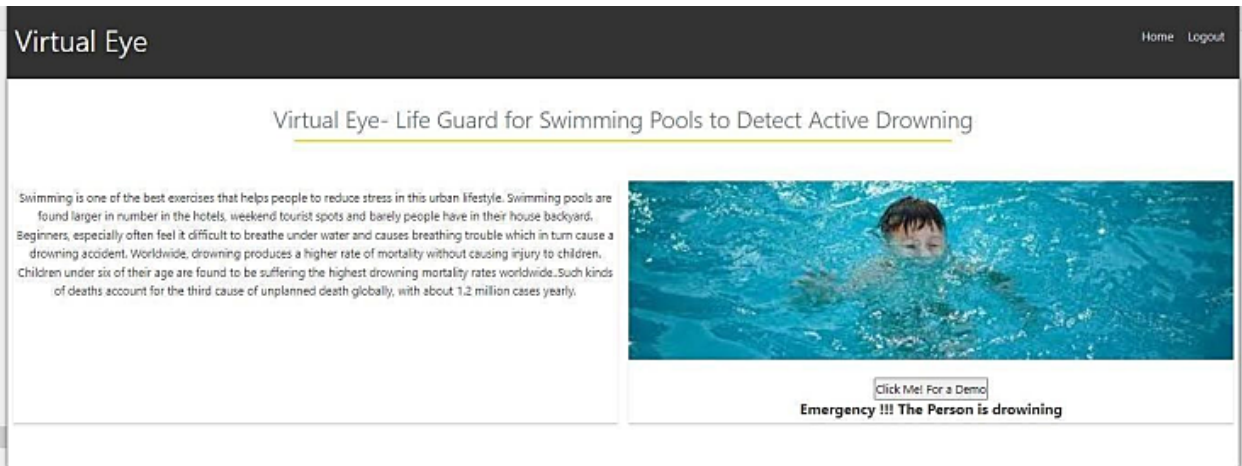 Virtual Eye
Home Logout
Virtual Eye- Life Guard for Swimming Pools to Detect Active Drowning
Swimming is one of the best exercises that helps people to reduce stress in this urban lifestyle. Swimming pools are
found larger in number in the hotels, weekend tourist spots and barely people have in their house backyard.
Beginners, especially often feel it difficult to breathe under water and causes breathing trouble which in turn cause a
drowning accident. Worldwide, drowning produces a higher rate of mortality without causing injury to children.
Children under six of their age are found to be suffering the highest drowning mortality rates worldwide..Such kinds
of deaths account for the third cause of unplanned death globally, with about 1.2 million cases yearly.
Click Me! For a Demo
Emergency !!! The Person is drowining